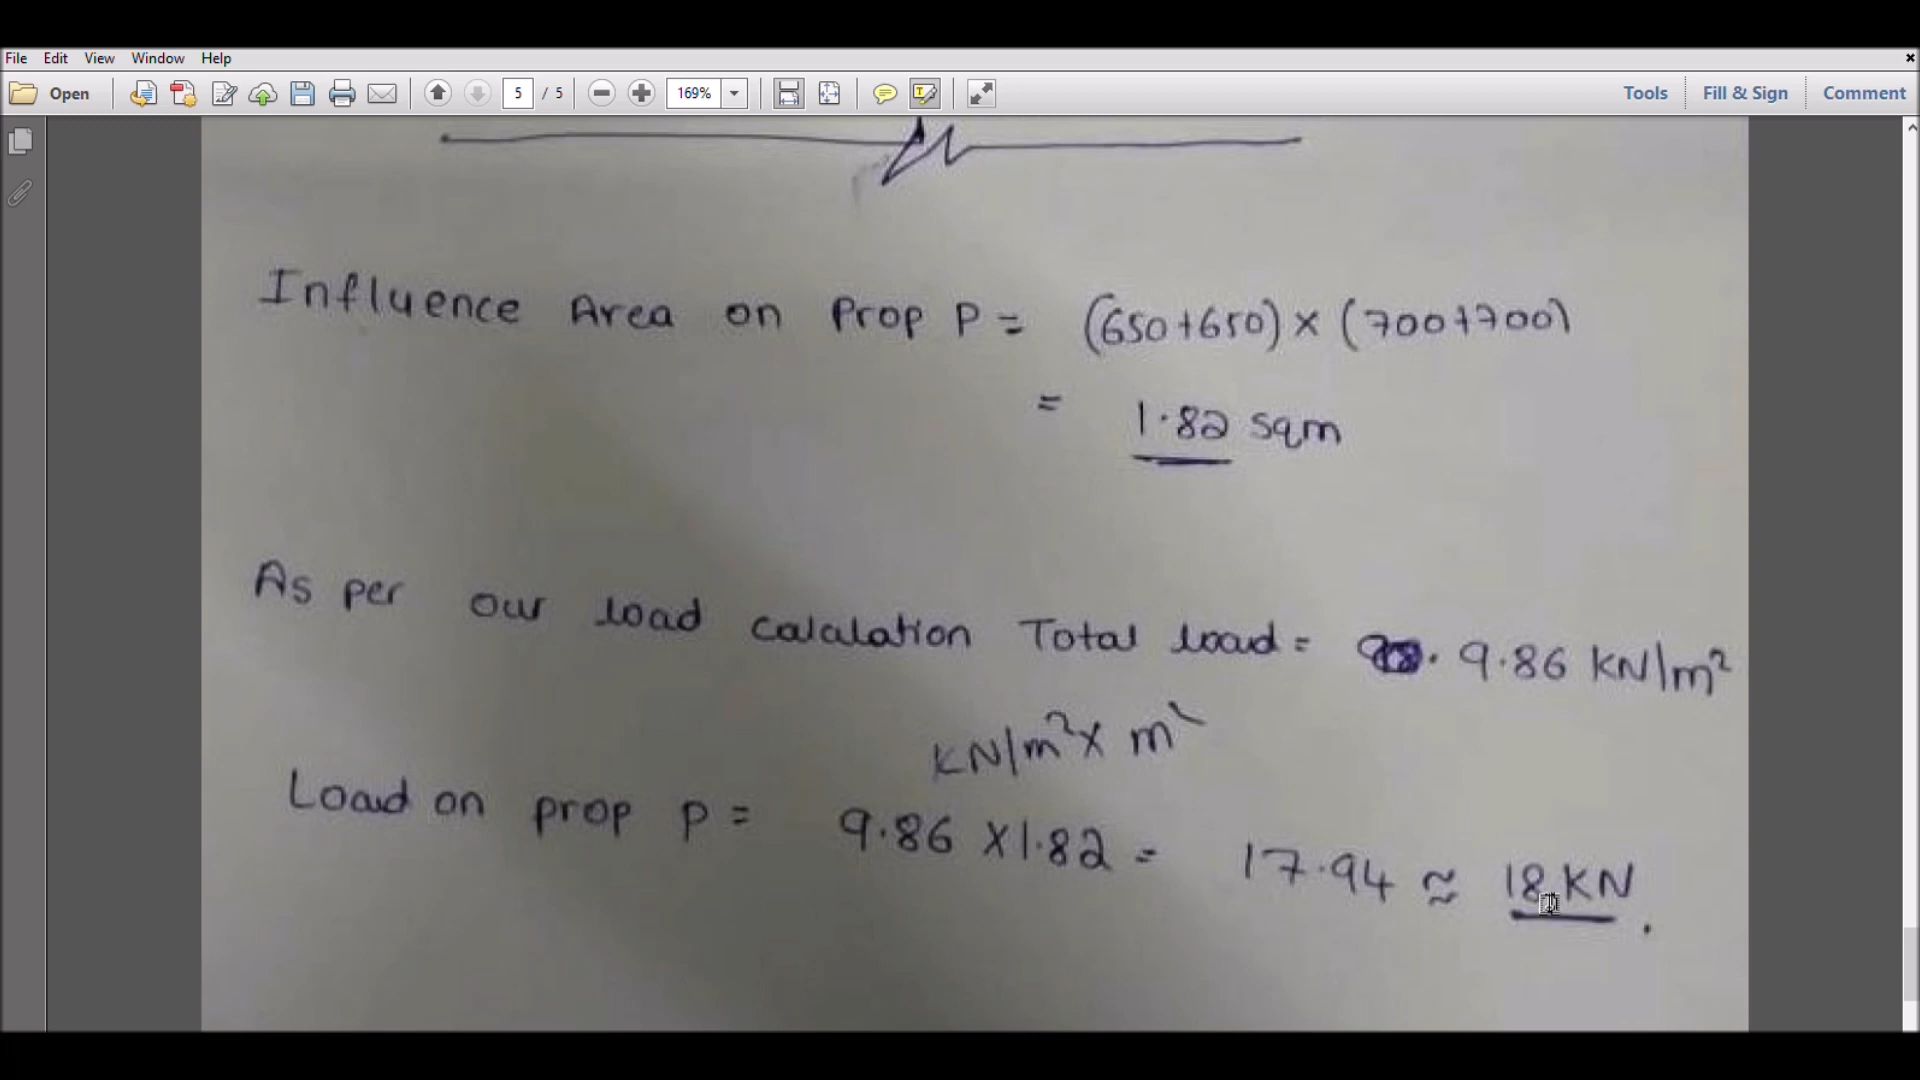 File Edit View Window Help
Open 5 / 5 169% Tools Fill & Sign Comment
Influence Area on Prop P = (650+650) × (700+700)
= 1.82 sqm
As per our load calalation Total load = 9.86 KN/m²
KN/m² × m²
Load on prop P = 9.86 × 1.82 = 17.94 ≈ 18 KN.